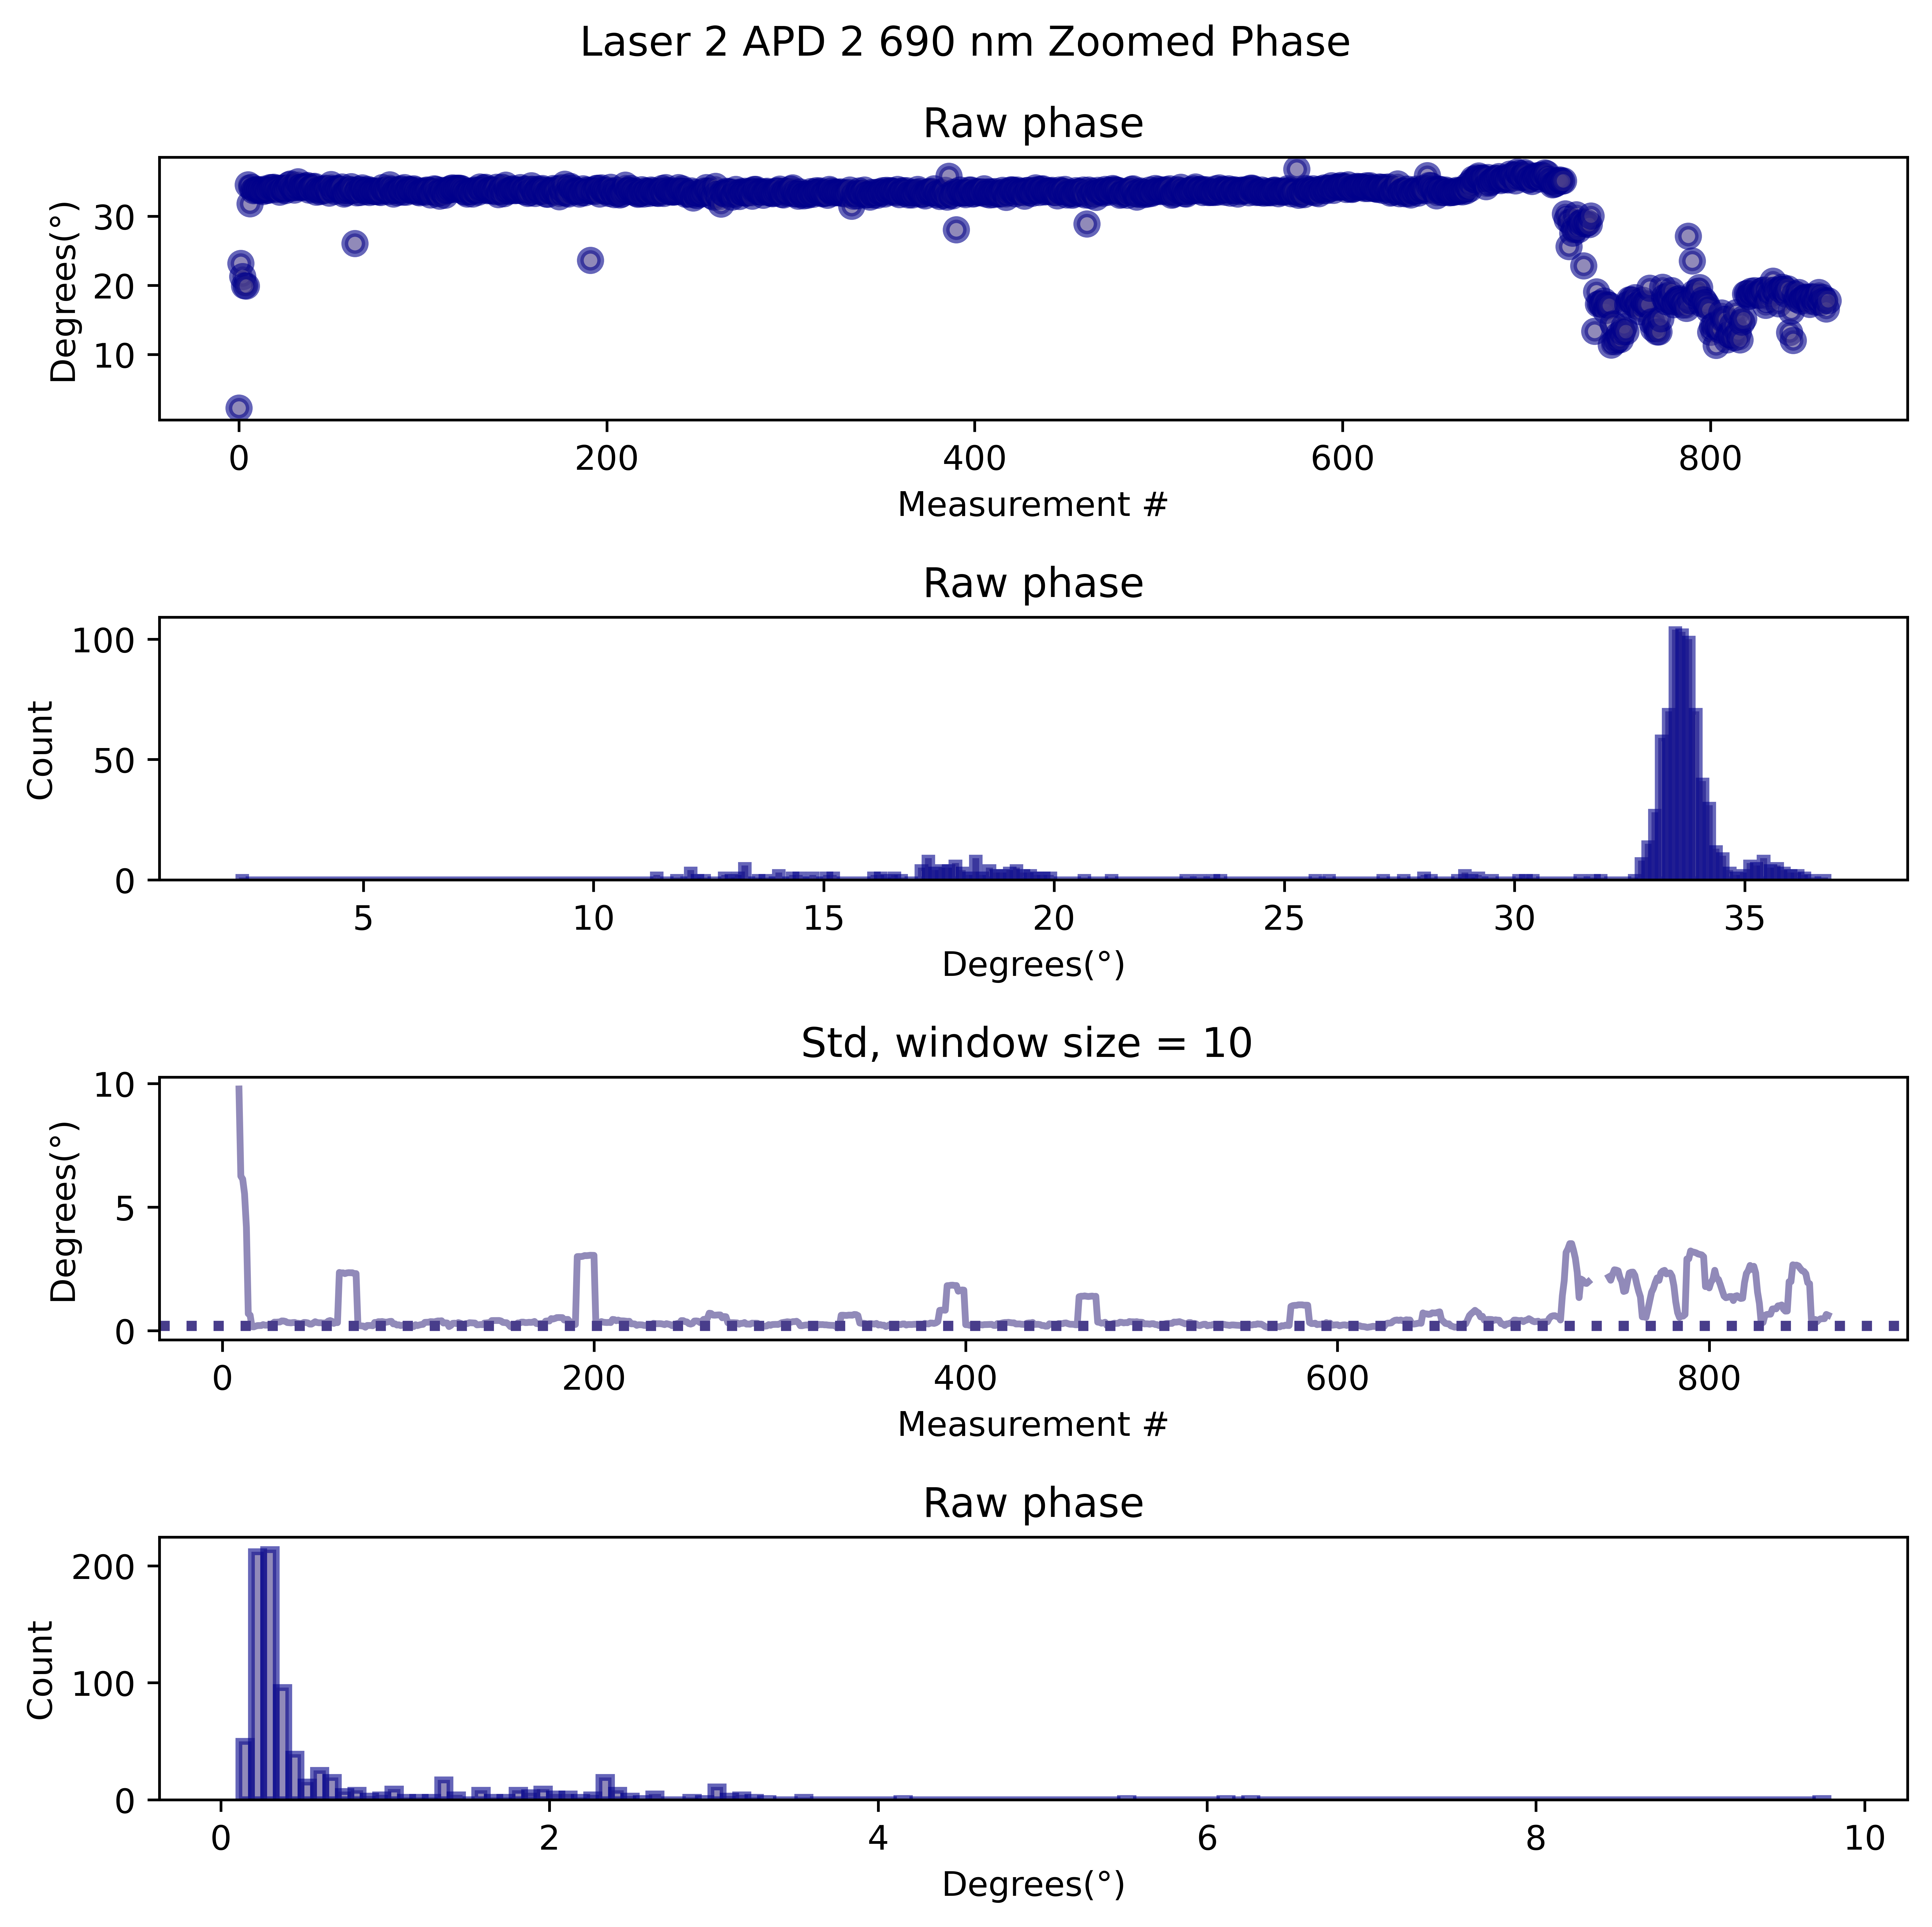 Laser 2 APD 2 690 nm Zoomed Phase
Raw phase
Degrees(°)
30
20
10
0 200 400 600 800
Measurement #
Raw phase
Count
100
50
0
5 10 15 20 25 30 35
Degrees(°)
Std, window size = 10
Degrees(°)
10
5
0
0 200 400 600 800
Measurement #
Raw phase
Count
200
100
0
0 2 4 6 8 10
Degrees(°)